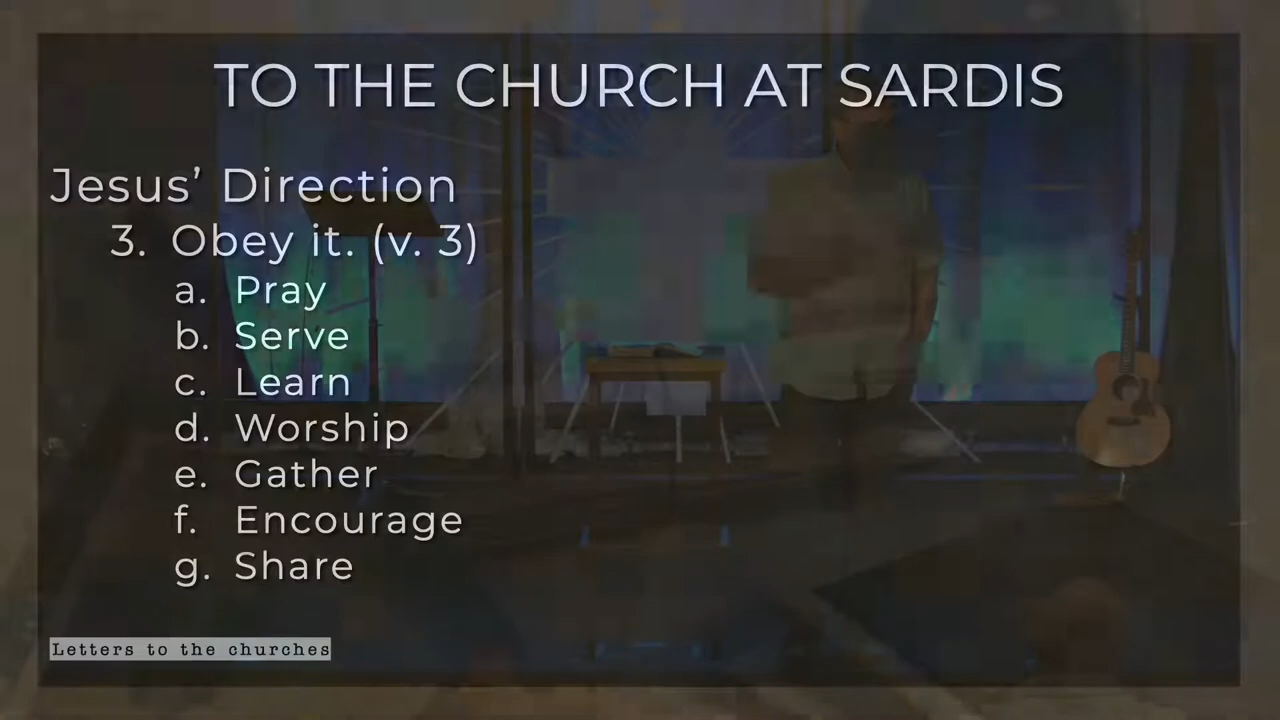 TO THE CHURCH AT SARDIS
Jesus’ Direction
3. Obey it. (v. 3)
a. Pray
b. Serve
c. Learn
d. Worship
e. Gather
f. Encourage
g. Share
Letters to the churches